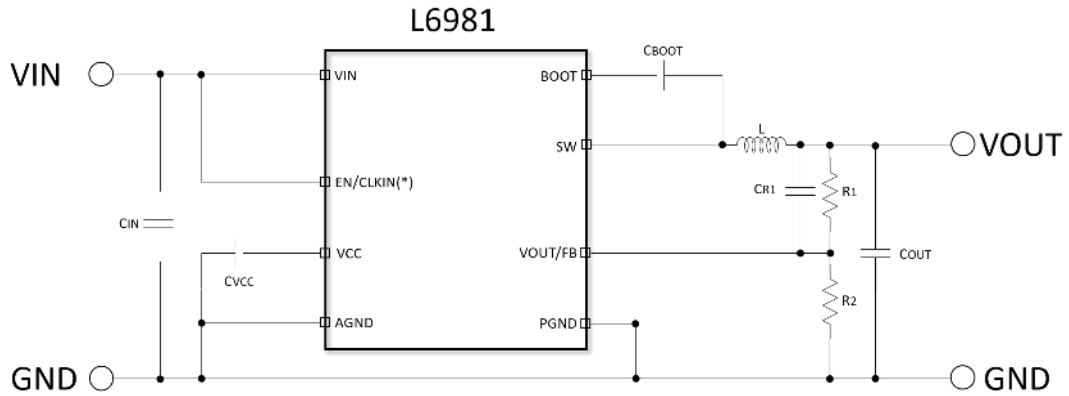 L6981
CBOOT
VIN
VIN
BOOT
L
SW
VOUT
EN/CLKIN(*)
CR1
R1
CIN
VCC
VOUT/FB
COUT
CVCC
R2
AGND
PGND
GND
GND